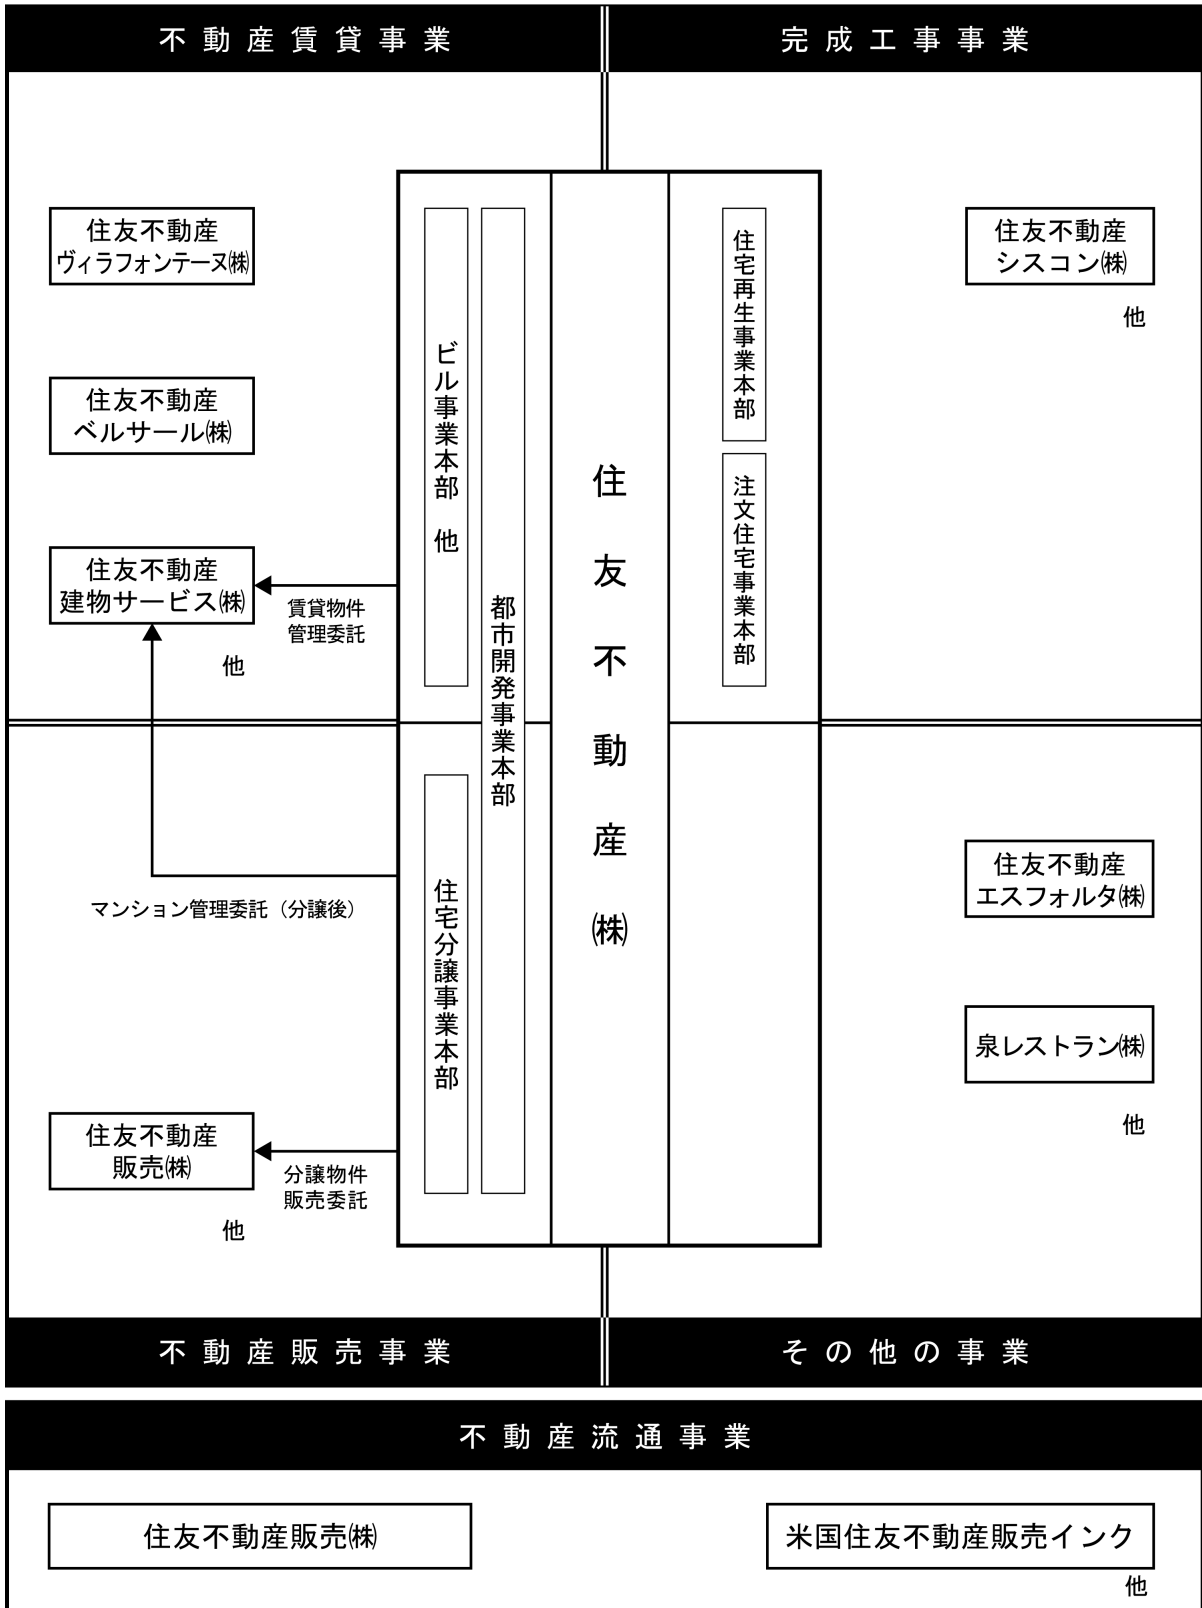 不動産賃貸事業
完成工事事業
住友不動産
ヴィラフォンテーヌ㈱
住友不動産
ベルサール㈱
住友不動産
建物サービス㈱
他
賃貸物件
管理委託
ビル事業本部　他
都市開発事業本部
住宅分譲事業本部
住友不動産㈱
住宅再生事業本部
注文住宅事業本部
住友不動産
シスコン㈱
他
マンション管理委託（分譲後）
住友不動産
販売㈱
他
分譲物件
販売委託
住友不動産
エスフォルタ㈱
泉レストラン㈱
他
不動産販売事業
その他の事業
不動産流通事業
住友不動産販売㈱
米国住友不動産販売インク
他